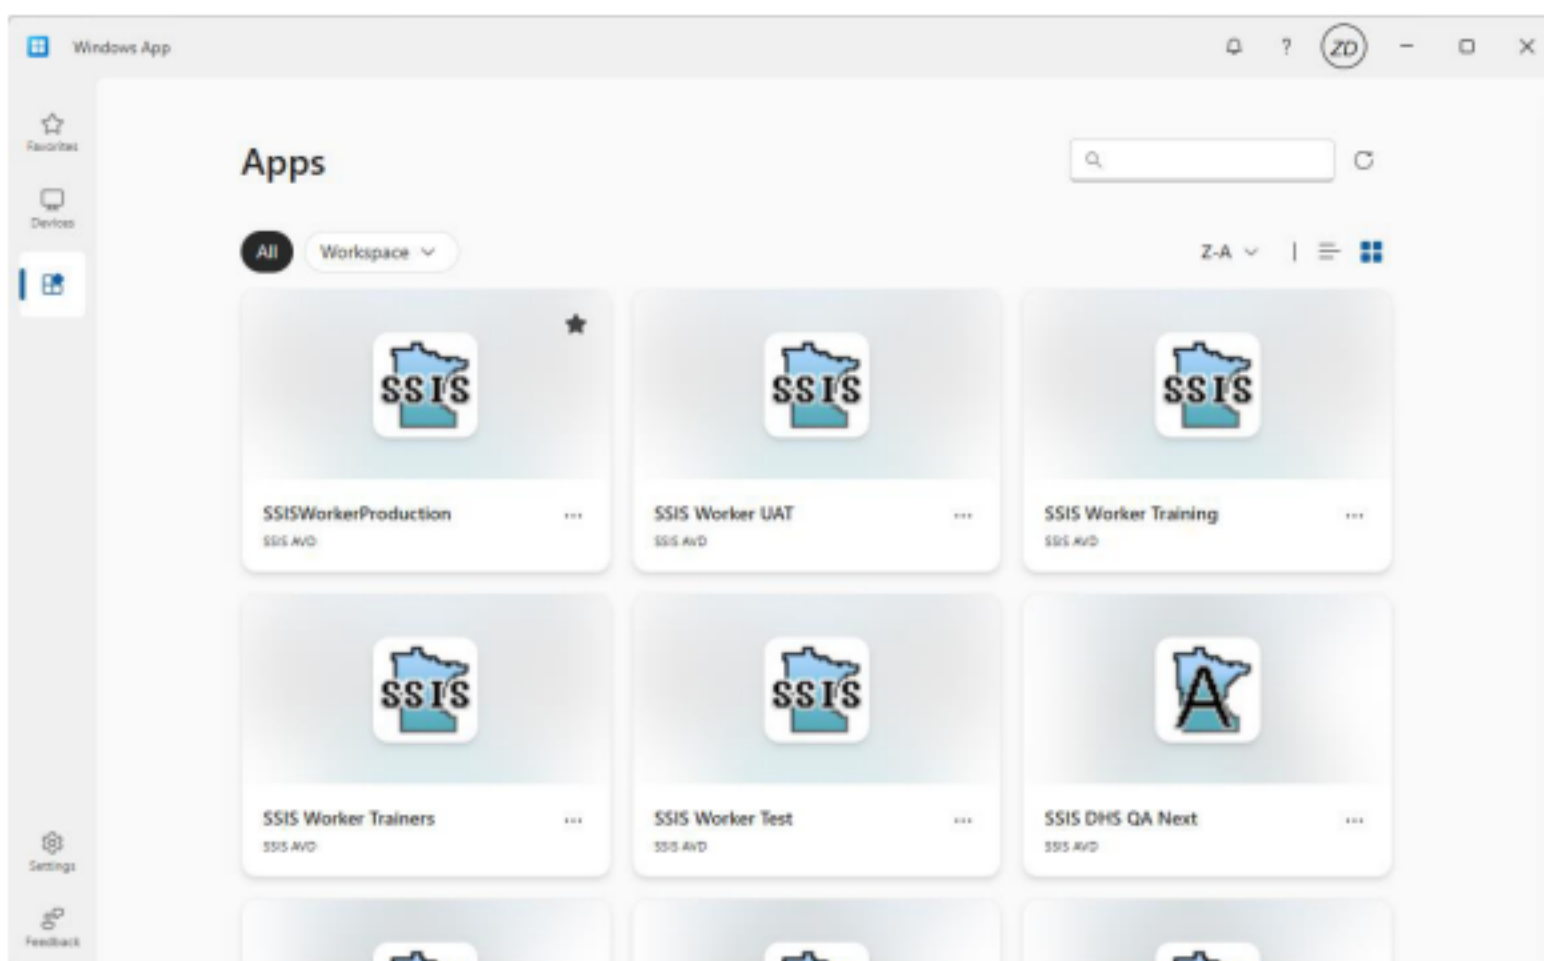 Windows App
?
ZD
Favorites
Devices
Apps
All
Workspace
Z-A
SSIS
SSIS
SSIS
SSISWorkerProduction
SSIS Worker UAT
SSIS Worker Training
SSIS AVD
SSIS AVD
SSIS AVD
SSIS
SSIS
A
SSIS Worker Trainers
SSIS Worker Test
SSIS DHS QA Next
SSIS AVD
SSIS AVD
SSIS AVD
Settings
Feedback